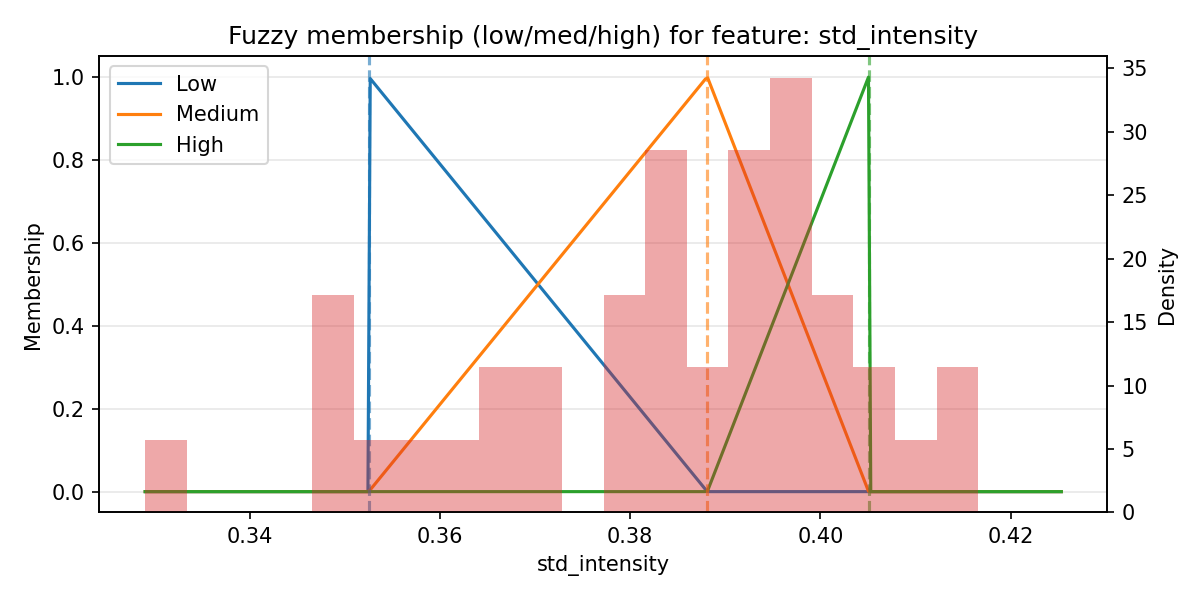 Fuzzy membership (low/med/high) for feature: std_intensity
Low
Medium
High
Membership
1.0
0.8
0.6
0.4
0.2
0.0
35
30
25
20
15
10
5
0
Density
0.34 0.36 0.38 0.40 0.42
std_intensity